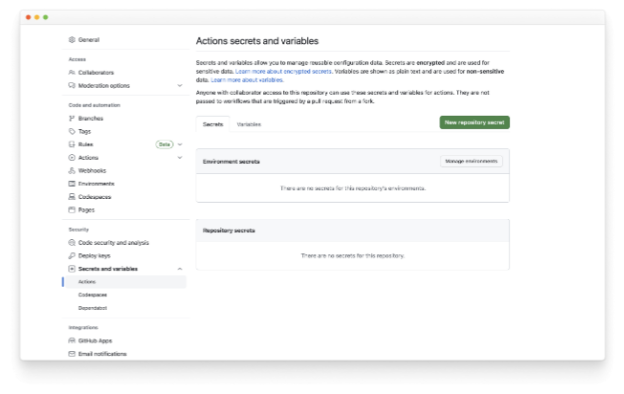 General
Access
Collaborators
Moderation options
Code and automation
Branches
Tags
Rules Beta
Actions
Webhooks
Environments
Codespaces
Pages
Security
Code security and analysis
Deploy keys
Secrets and variables
Actions
Codespaces
Dependabot
Integrations
GitHub Apps
Email notifications
Actions secrets and variables
Secrets and variables allow you to manage reusable configuration data. Secrets are encrypted and are used for
sensitive data. Learn more about encrypted secrets. Variables are shown as plain text and are used for non-sensitive
data. Learn more about variables.
Anyone with collaborator access to this repository can use these secrets and variables for actions. They are not
passed to workflows that are triggered by a pull request from a fork.
Secrets Variables New repository secret
Environment secrets Manage environments
There are no secrets for this repository's environments.
Repository secrets
There are no secrets for this repository.